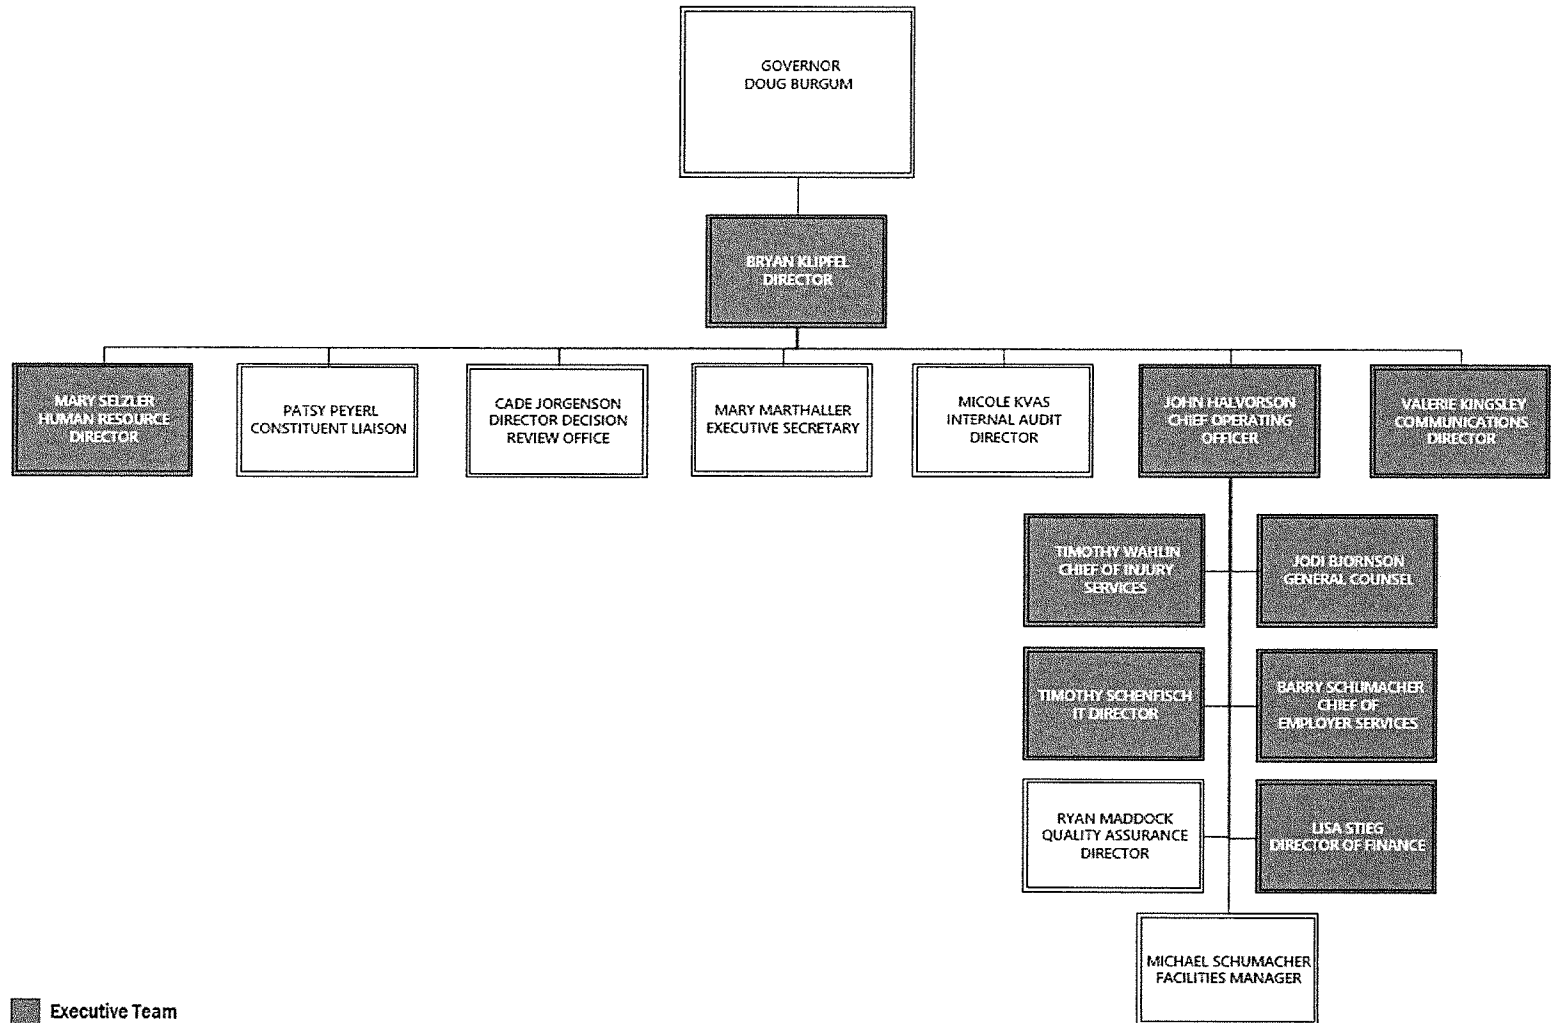 GOVERNOR
DOUG BURGUM
BRYAN KLIPFEL
DIRECTOR
MARY SELZLER
HUMAN RESOURCE
DIRECTOR
PATSY PEYERL
CONSTITUENT LIAISON
CADE JORGENSON
DIRECTOR DECISION
REVIEW OFFICE
MARY MARTHALLER
EXECUTIVE SECRETARY
MICOLE KVAS
INTERNAL AUDIT
DIRECTOR
JOHN HALVORSON
CHIEF OPERATING
OFFICER
VALERIE KINGSLEY
COMMUNICATIONS
DIRECTOR
TIMOTHY WAHLIN
CHIEF OF INJURY
SERVICES
JODI BJORNSON
GENERAL COUNSEL
TIMOTHY SCHENFISCH
IT DIRECTOR
BARRY SCHUMACHER
CHIEF OF
EMPLOYER SERVICES
RYAN MADDOCK
QUALITY ASSURANCE
DIRECTOR
LISA STIEG
DIRECTOR OF FINANCE
MICHAEL SCHUMACHER
FACILITIES MANAGER
Executive Team